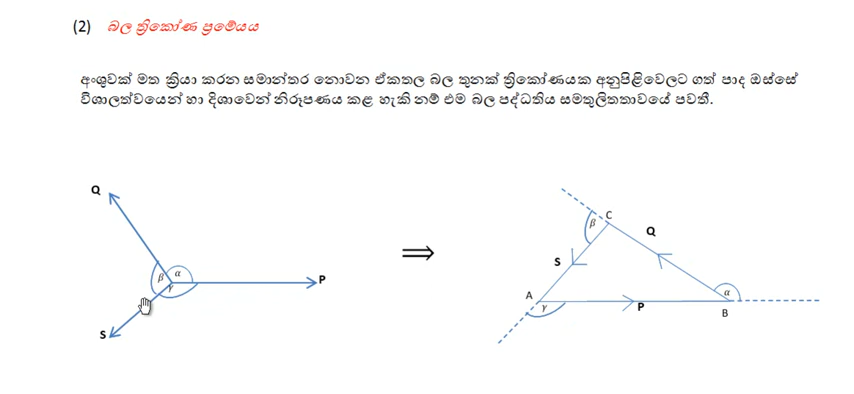 (2) බල ත්‍රිකෝණ ප්‍රමේයය
අංශුවක් මත ක්‍රියා කරන සමාන්තර නොවන ඒකතල බල තුනක් ත්‍රිකෝණයක අනුපිළිවෙලට ගත් පාද ඔස්සේ
විශාලත්වයෙන් හා දිශාවෙන් නිරූපණය කළ හැකි නම් එම බල පද්ධතිය සමතුලිතතාවයේ පවතී.
Q
β α
γ
P
S
⇒
C
β
Q
S
A
α
γ
P
B